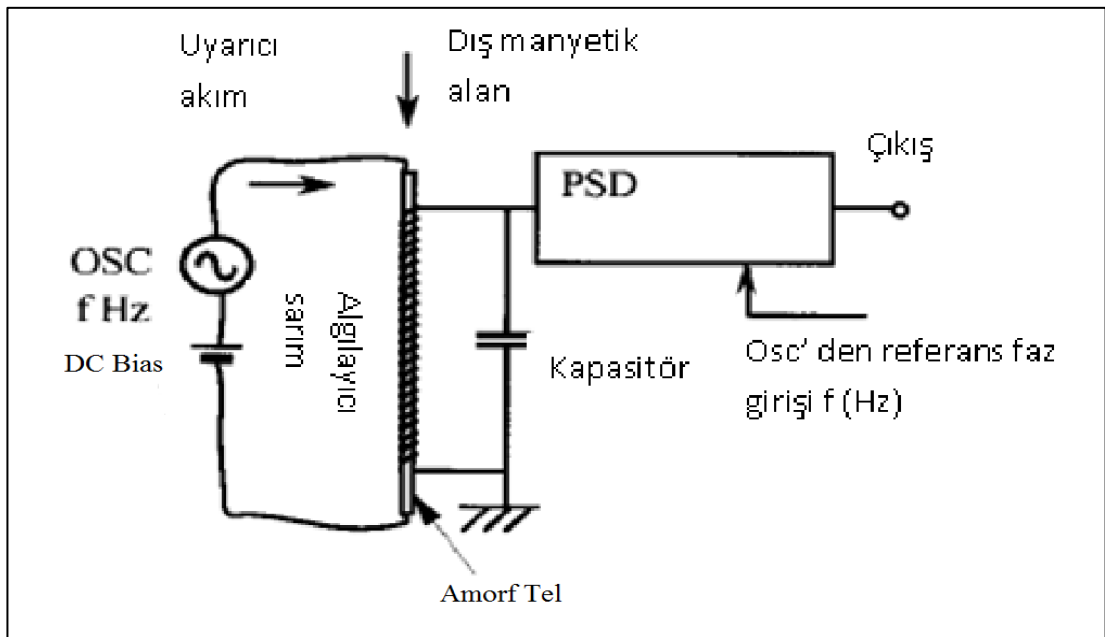 Uyarıcı
akım
Dış manyetik
alan
Çıkış
PSD
OSC
f Hz
DC Bias
Algılayıcı
sarım
Kapasitör
Osc' den referans faz
girişi f (Hz)
Amorf Tel